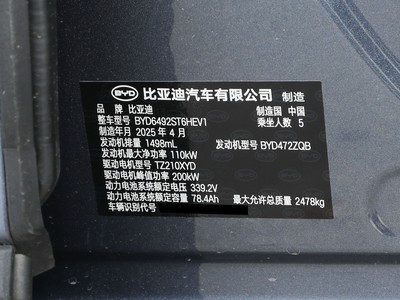 BYD 比亚迪汽车有限公司 制造
品牌 比亚迪 制造国 中国
整车型号 BYD6492ST6HEV1 乘坐人数 5
制造年月 2025 年 4 月
发动机排量 1498mL 发动机型号 BYD472ZQB
发动机最大净功率 110kW
驱动电机型号 TZ210XYD
驱动电机峰值功率 200kW
动力电池系统额定电压 339.2V
动力电池系统额定容量 78.4Ah 最大允许总质量 2478kg
车辆识别代号